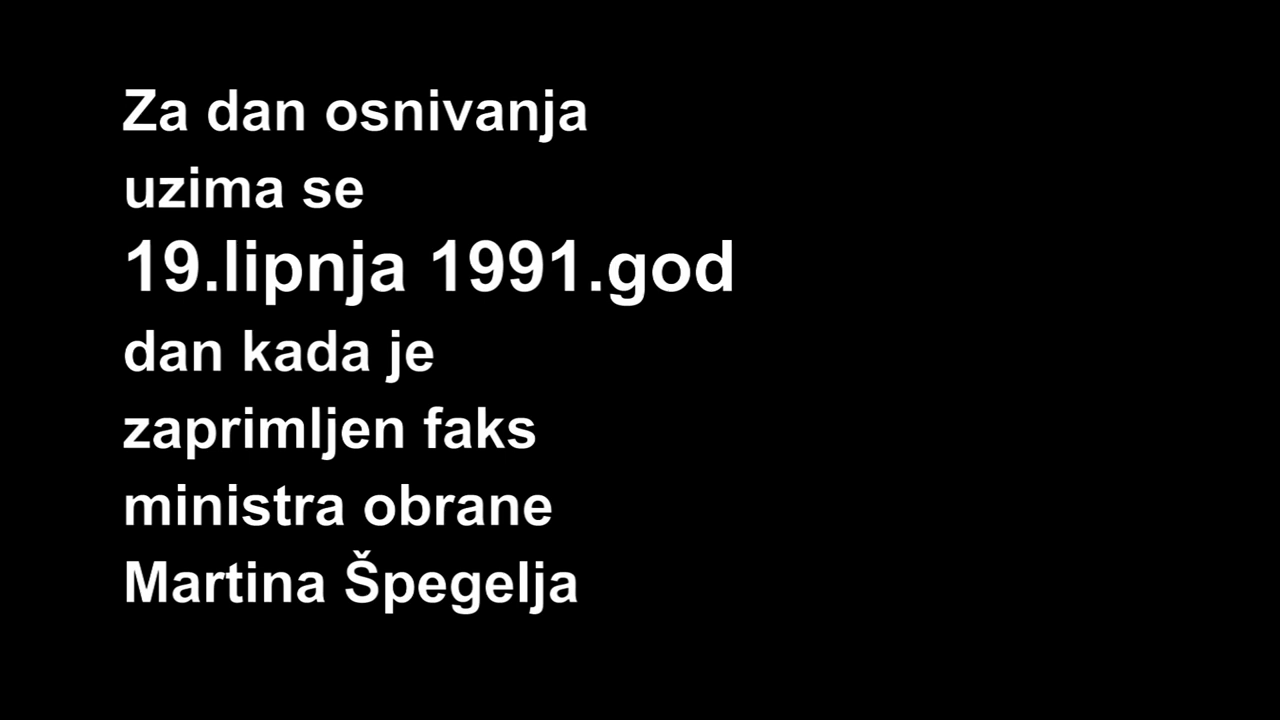 Za dan osnivanja
uzima se
19.lipnja 1991.god
dan kada je
zaprimljen faks
ministra obrane
Martina Špegelja